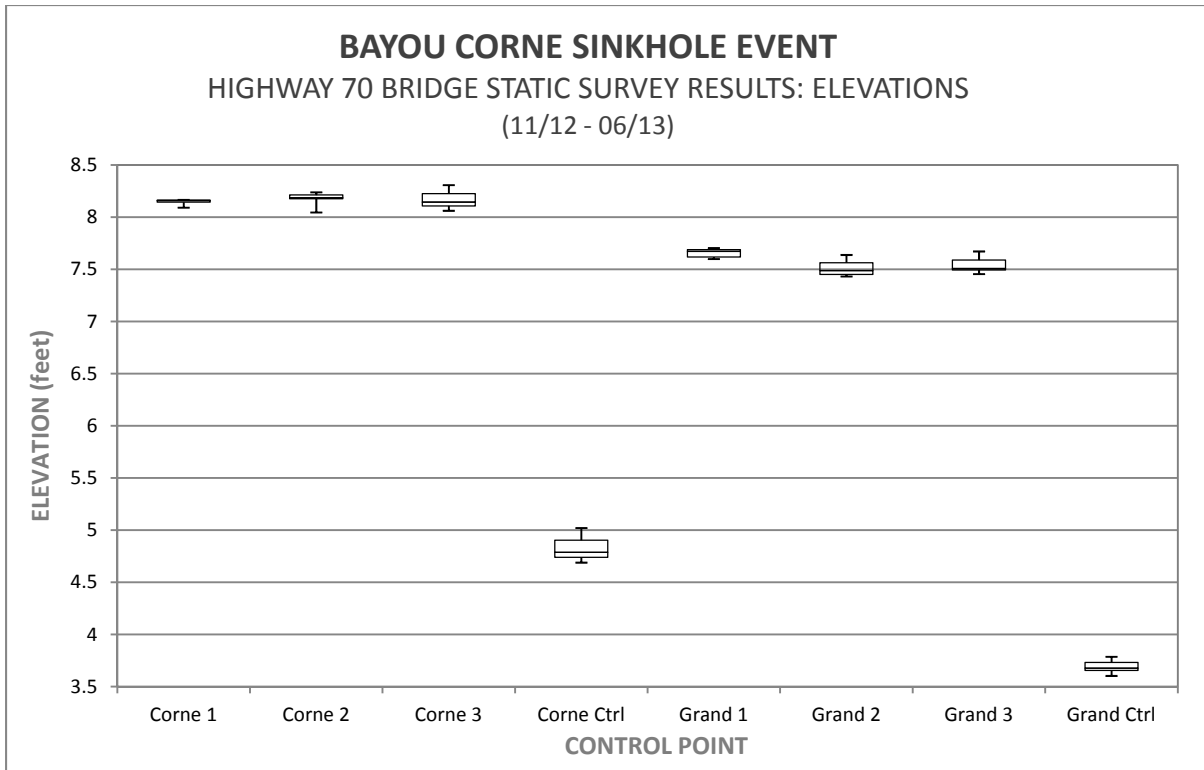 BAYOU CORNE SINKHOLE EVENT
HIGHWAY 70 BRIDGE STATIC SURVEY RESULTS: ELEVATIONS
(11/12 - 06/13)
ELEVATION (feet)
8.5
8
7.5
7
6.5
6
5.5
5
4.5
4
3.5
Corne 1 Corne 2 Corne 3 Corne Ctrl Grand 1 Grand 2 Grand 3 Grand Ctrl
CONTROL POINT